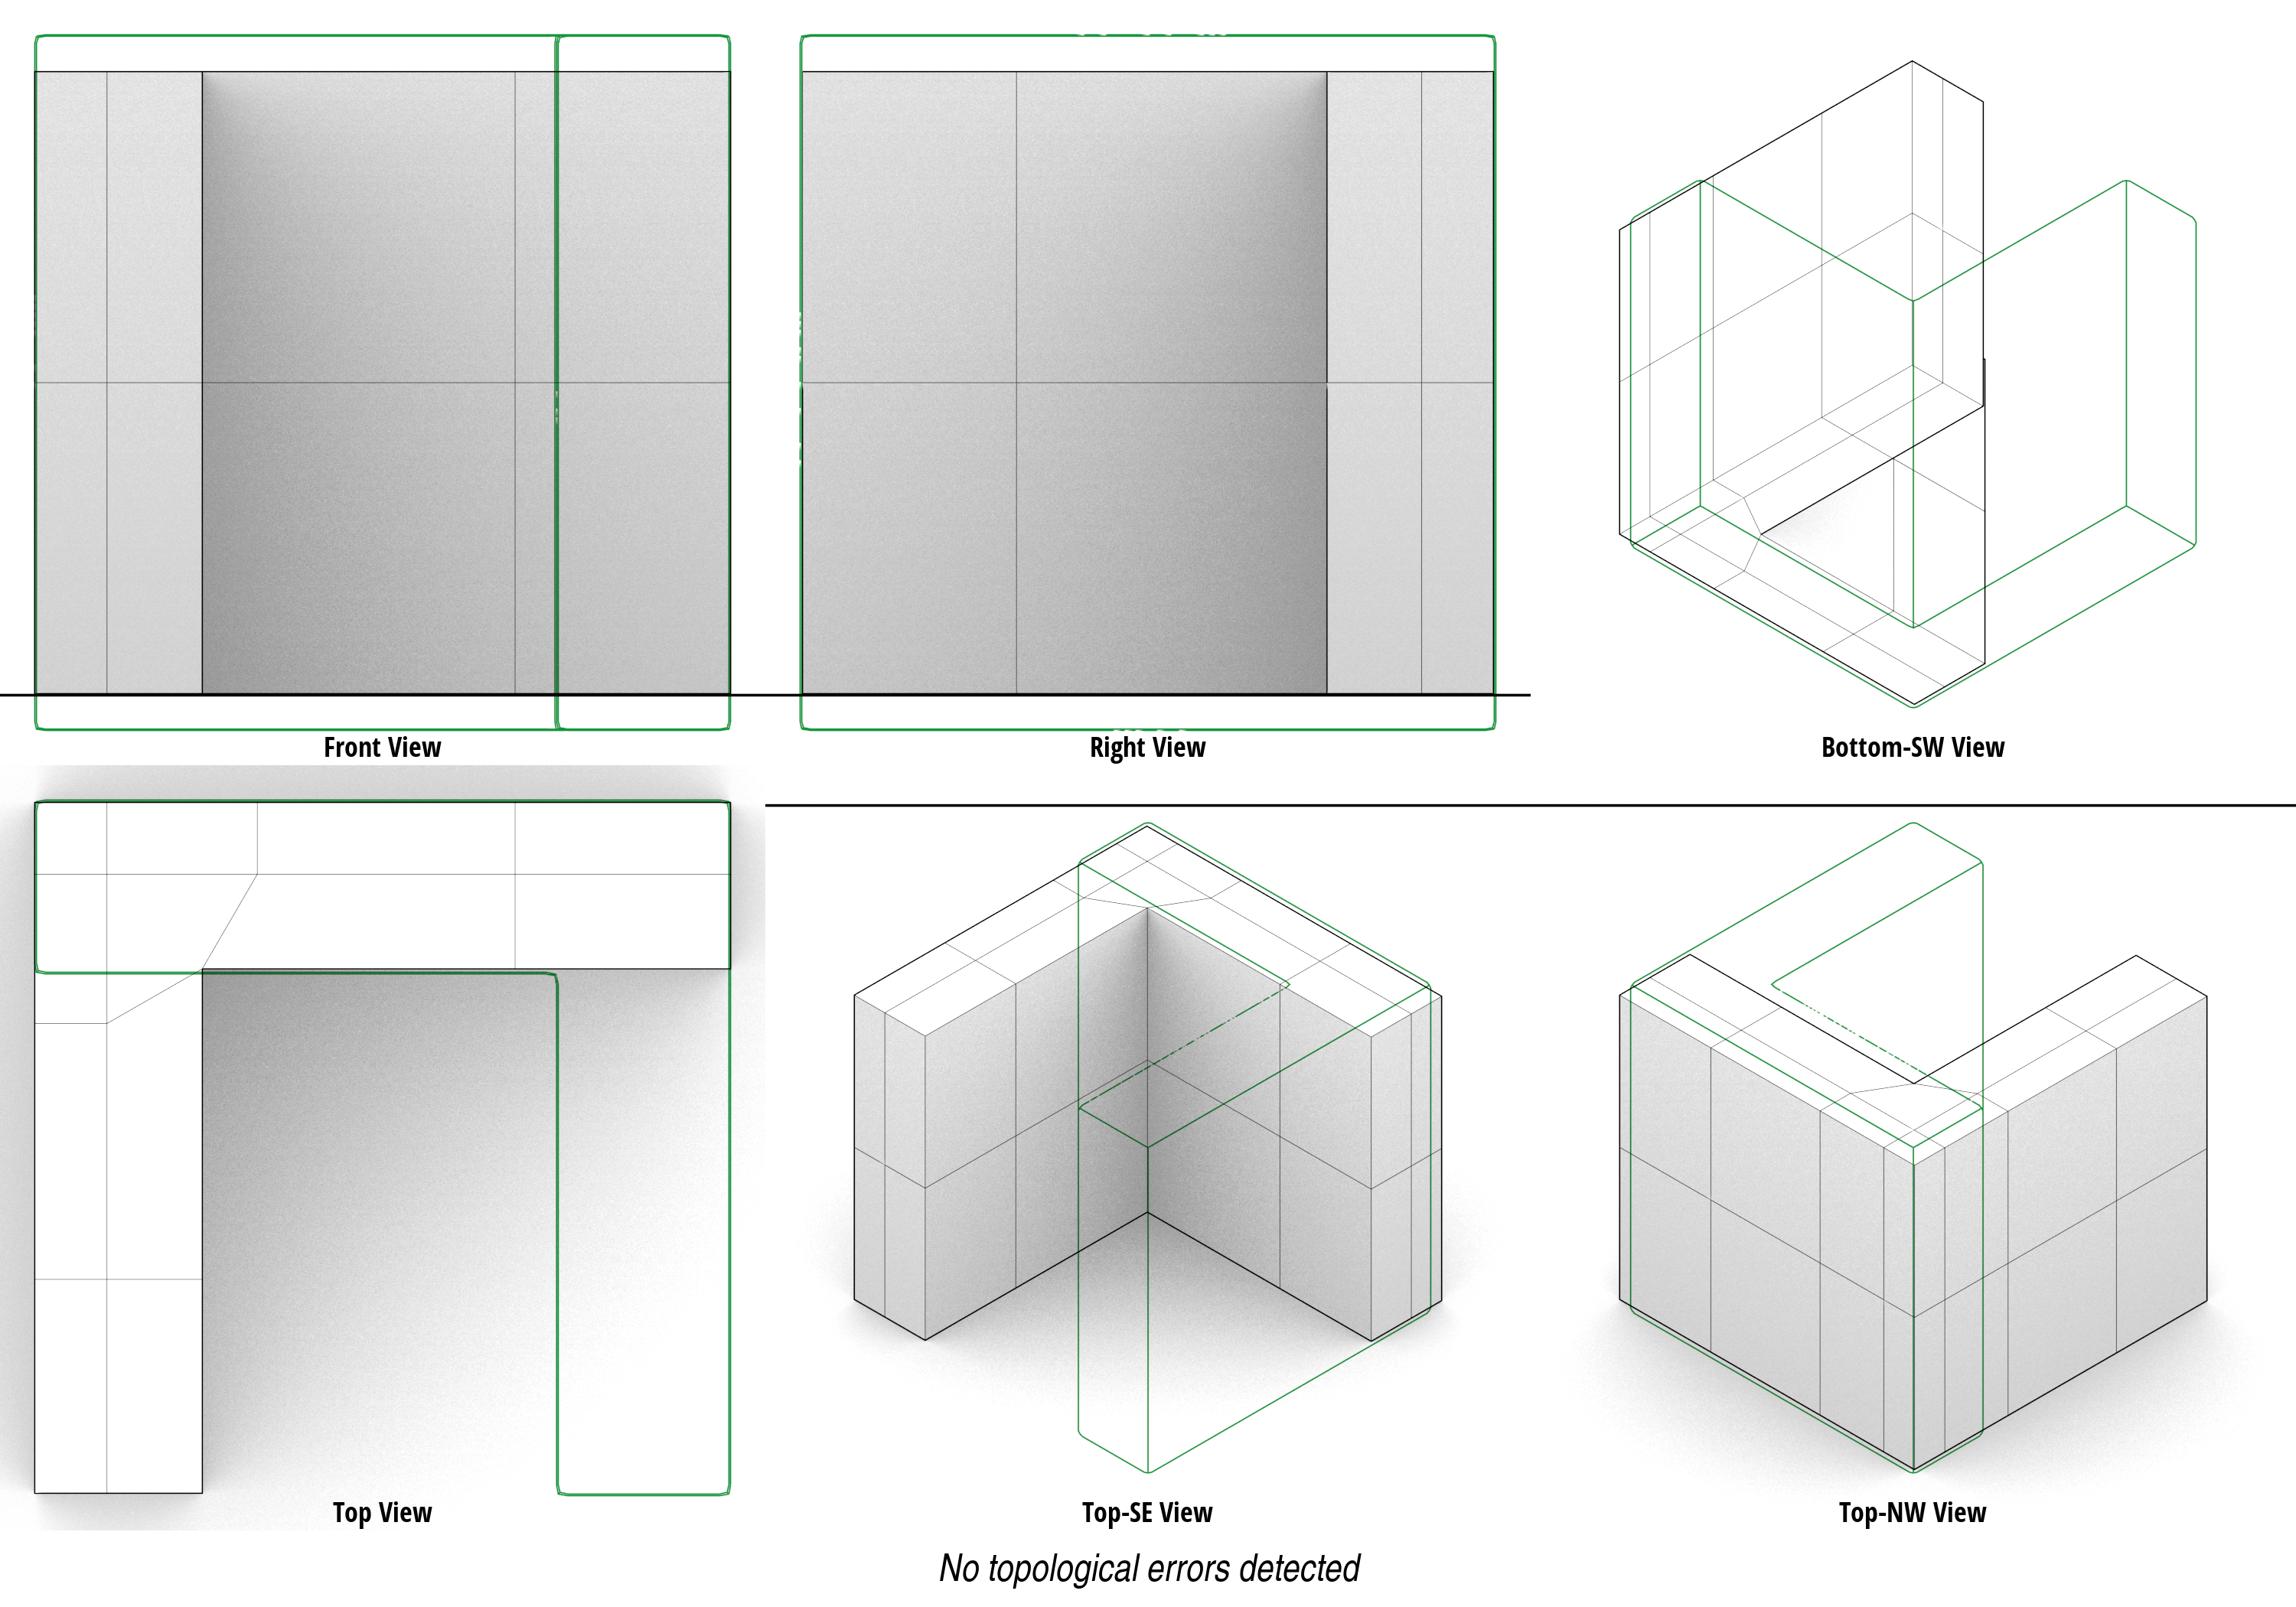 Front View
Right View
Bottom-SW View
Top View
Top-SE View
Top-NW View
No topological errors detected